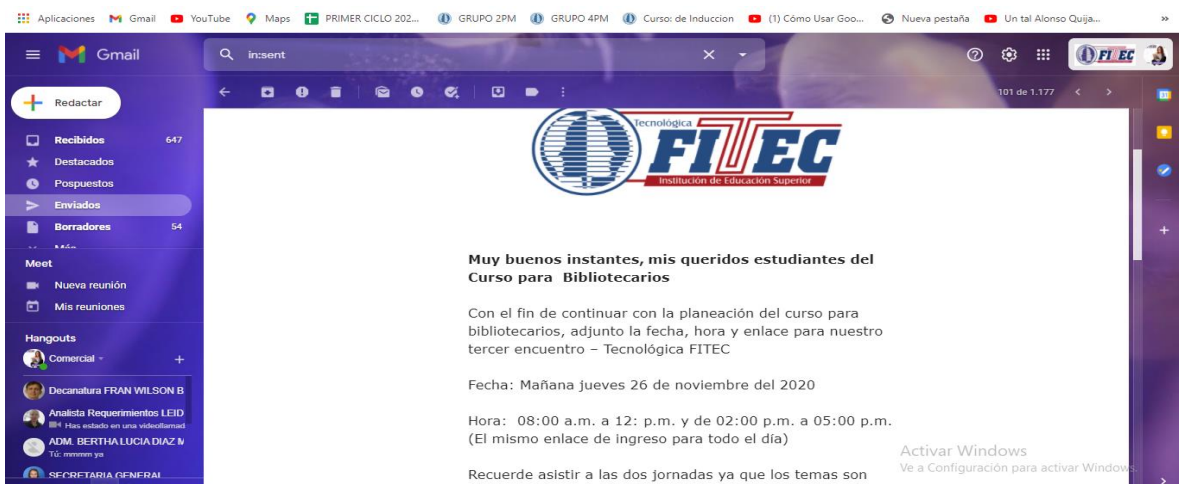 Aplicaciones Gmail YouTube Maps PRIMER CICLO 202... GRUPO 2PM GRUPO 4PM Curso: de Induccion (1) Cómo Usar Goo... Nueva pestaña Un tal Alonso Quija... »
Gmail in:sent FITEC
Redactar 101 de 1.177
Recibidos 647
Destacados
Pospuestos
Enviados
Borradores 54
Más
Meet
Nueva reunión
Mis reuniones
Hangouts
Comercial
Decanatura FRAN WILSON B
Analista Requerimientos LEID
Has estado en una videollamad
ADM. BERTHA LUCIA DIAZ M
Tú: mmmm ya
SECRETARIA GENERAL
Tecnológica
FITEC
Institución de Educación Superior
Muy buenos instantes, mis queridos estudiantes del
Curso para Bibliotecarios
Con el fin de continuar con la planeación del curso para
bibliotecarios, adjunto la fecha, hora y enlace para nuestro
tercer encuentro – Tecnológica FITEC
Fecha: Mañana jueves 26 de noviembre del 2020
Hora: 08:00 a.m. a 12: p.m. y de 02:00 p.m. a 05:00 p.m.
(El mismo enlace de ingreso para todo el día)
Recuerde asistir a las dos jornadas ya que los temas son
Activar Windows
Ve a Configuración para activar Windows.